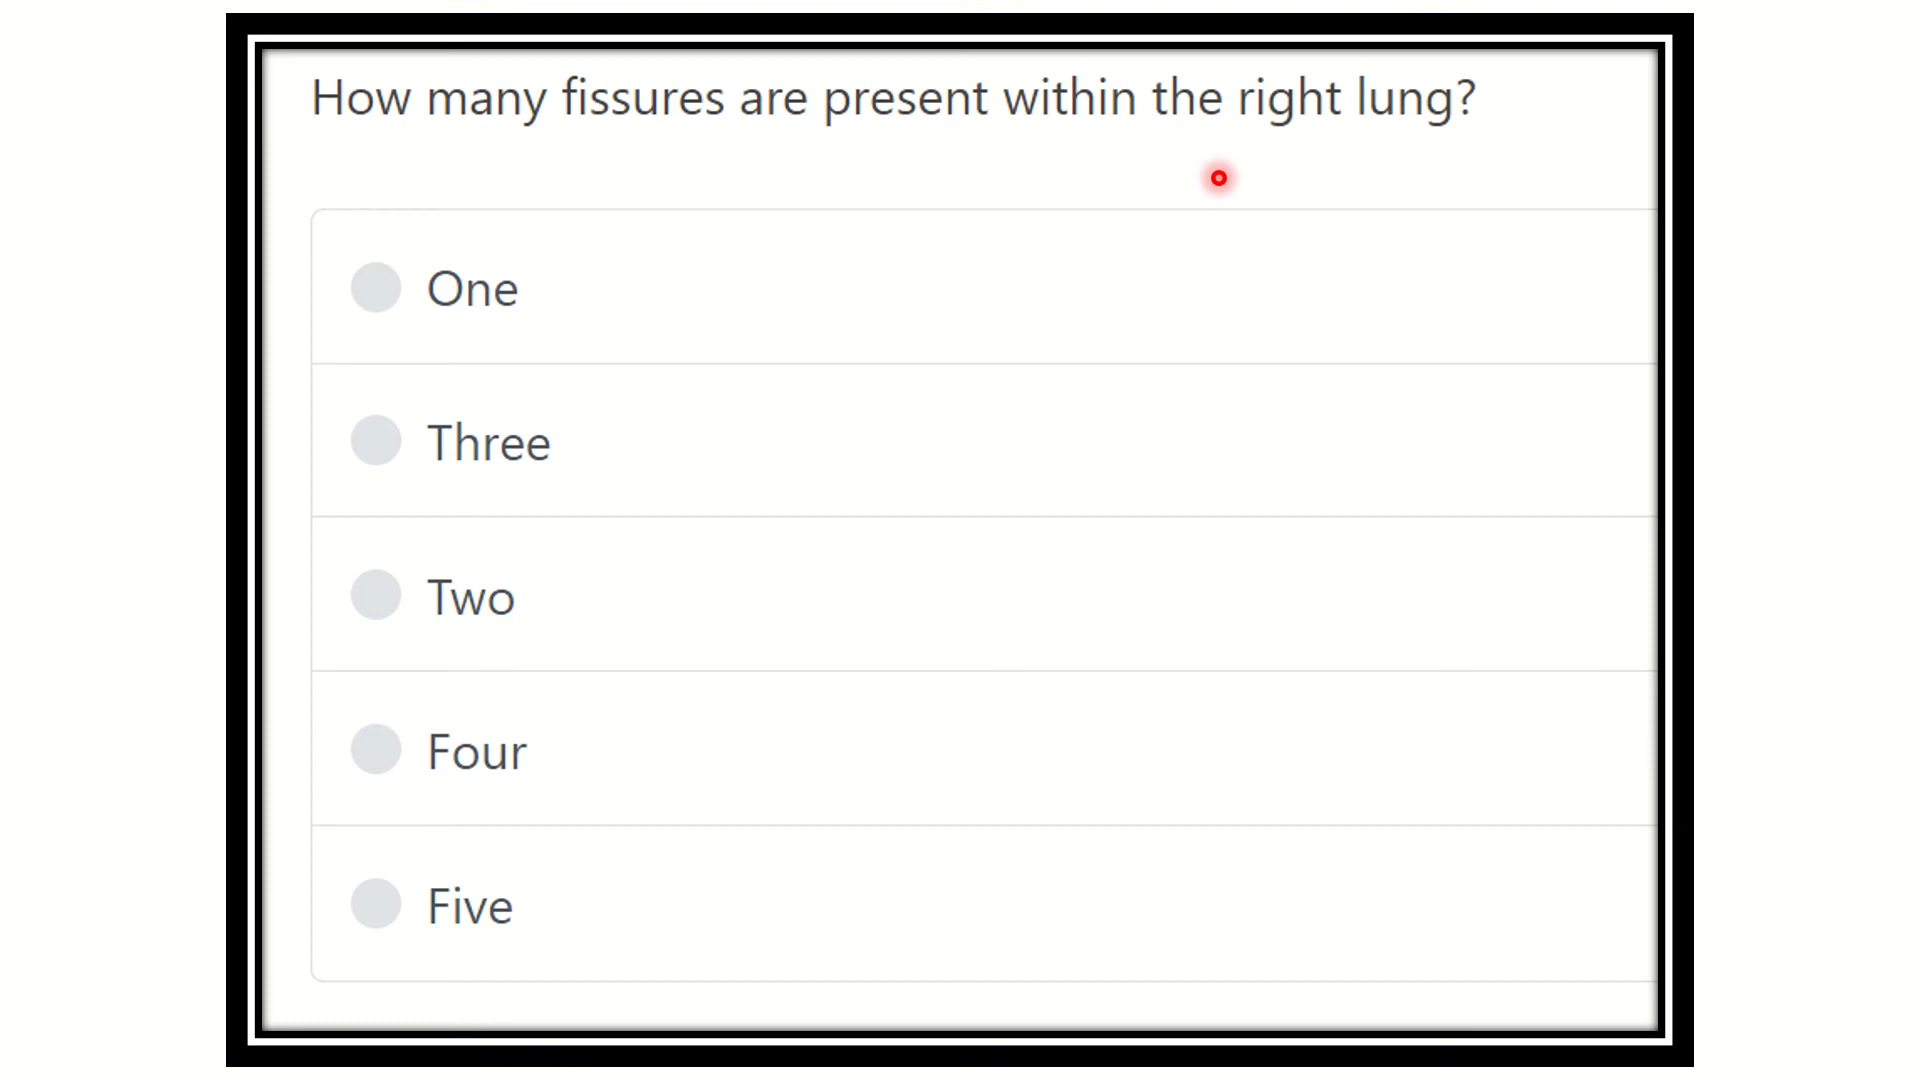 How many fissures are present within the right lung?
One
Three
Two
Four
Five